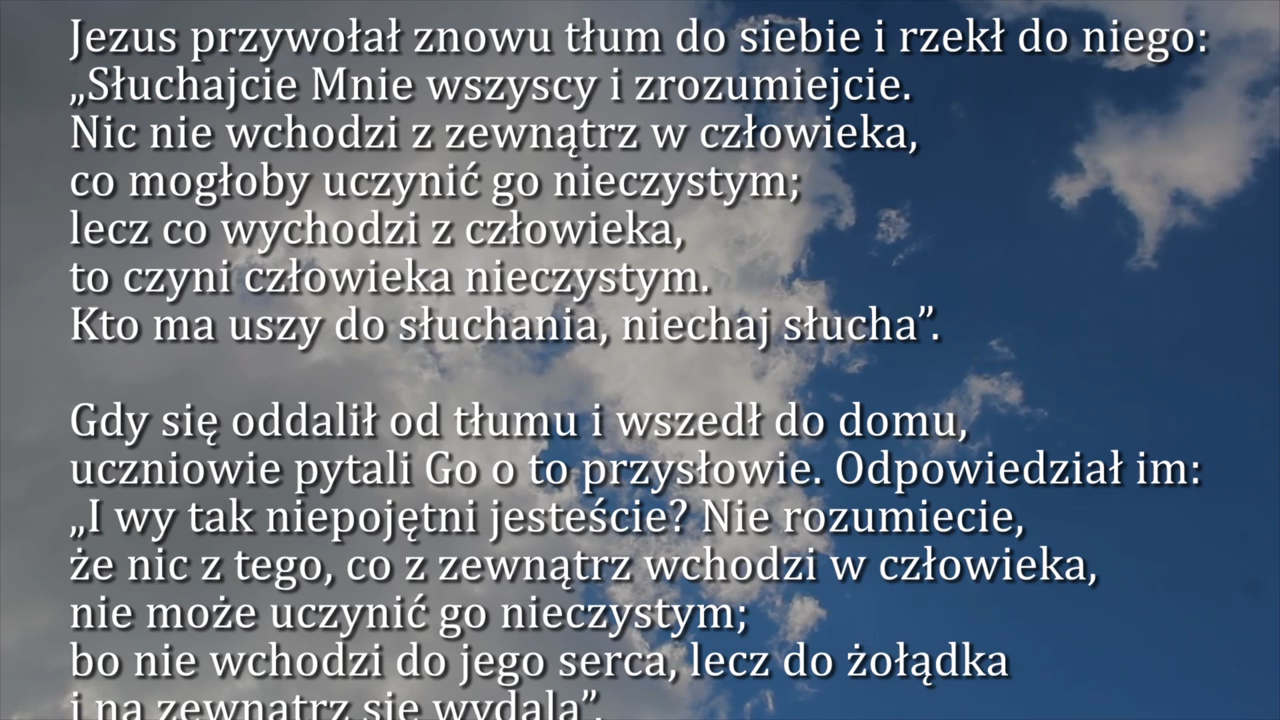 Jezus przywołał znowu tłum do siebie i rzekł do niego:
„Słuchajcie Mnie wszyscy i zrozumiejcie.
Nic nie wchodzi z zewnątrz w człowieka,
co mogłoby uczynić go nieczystym;
lecz co wychodzi z człowieka,
to czyni człowieka nieczystym.
Kto ma uszy do słuchania, niechaj słucha”.
Gdy się oddalił od tłumu i wszedł do domu,
uczniowie pytali Go o to przysłowie. Odpowiedział im:
„I wy tak niepojętni jesteście? Nie rozumiecie,
że nic z tego, co z zewnątrz wchodzi w człowieka,
nie może uczynić go nieczystym;
bo nie wchodzi do jego serca, lecz do żołądka
i na zewnątrz się wydala”.